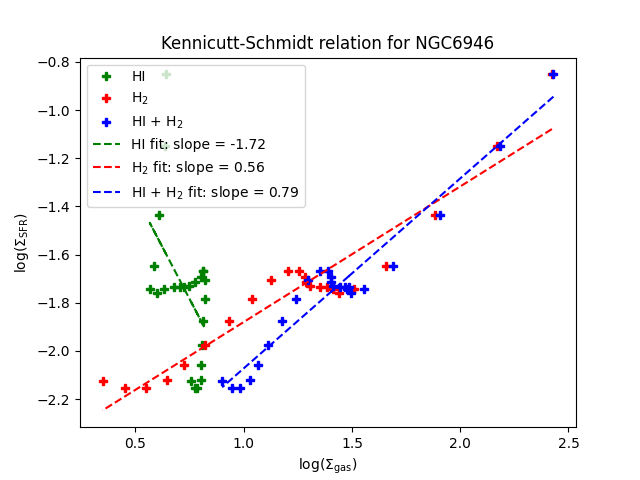 Kennicutt-Schmidt relation for NGC6946
HI
H₂
HI + H₂
HI fit: slope = -1.72
H₂ fit: slope = 0.56
HI + H₂ fit: slope = 0.79
−0.8
−1.0
−1.2
−1.4
−1.6
−1.8
−2.0
−2.2
log(Σ_SFR)
0.5 1.0 1.5 2.0 2.5
log(Σ_gas)